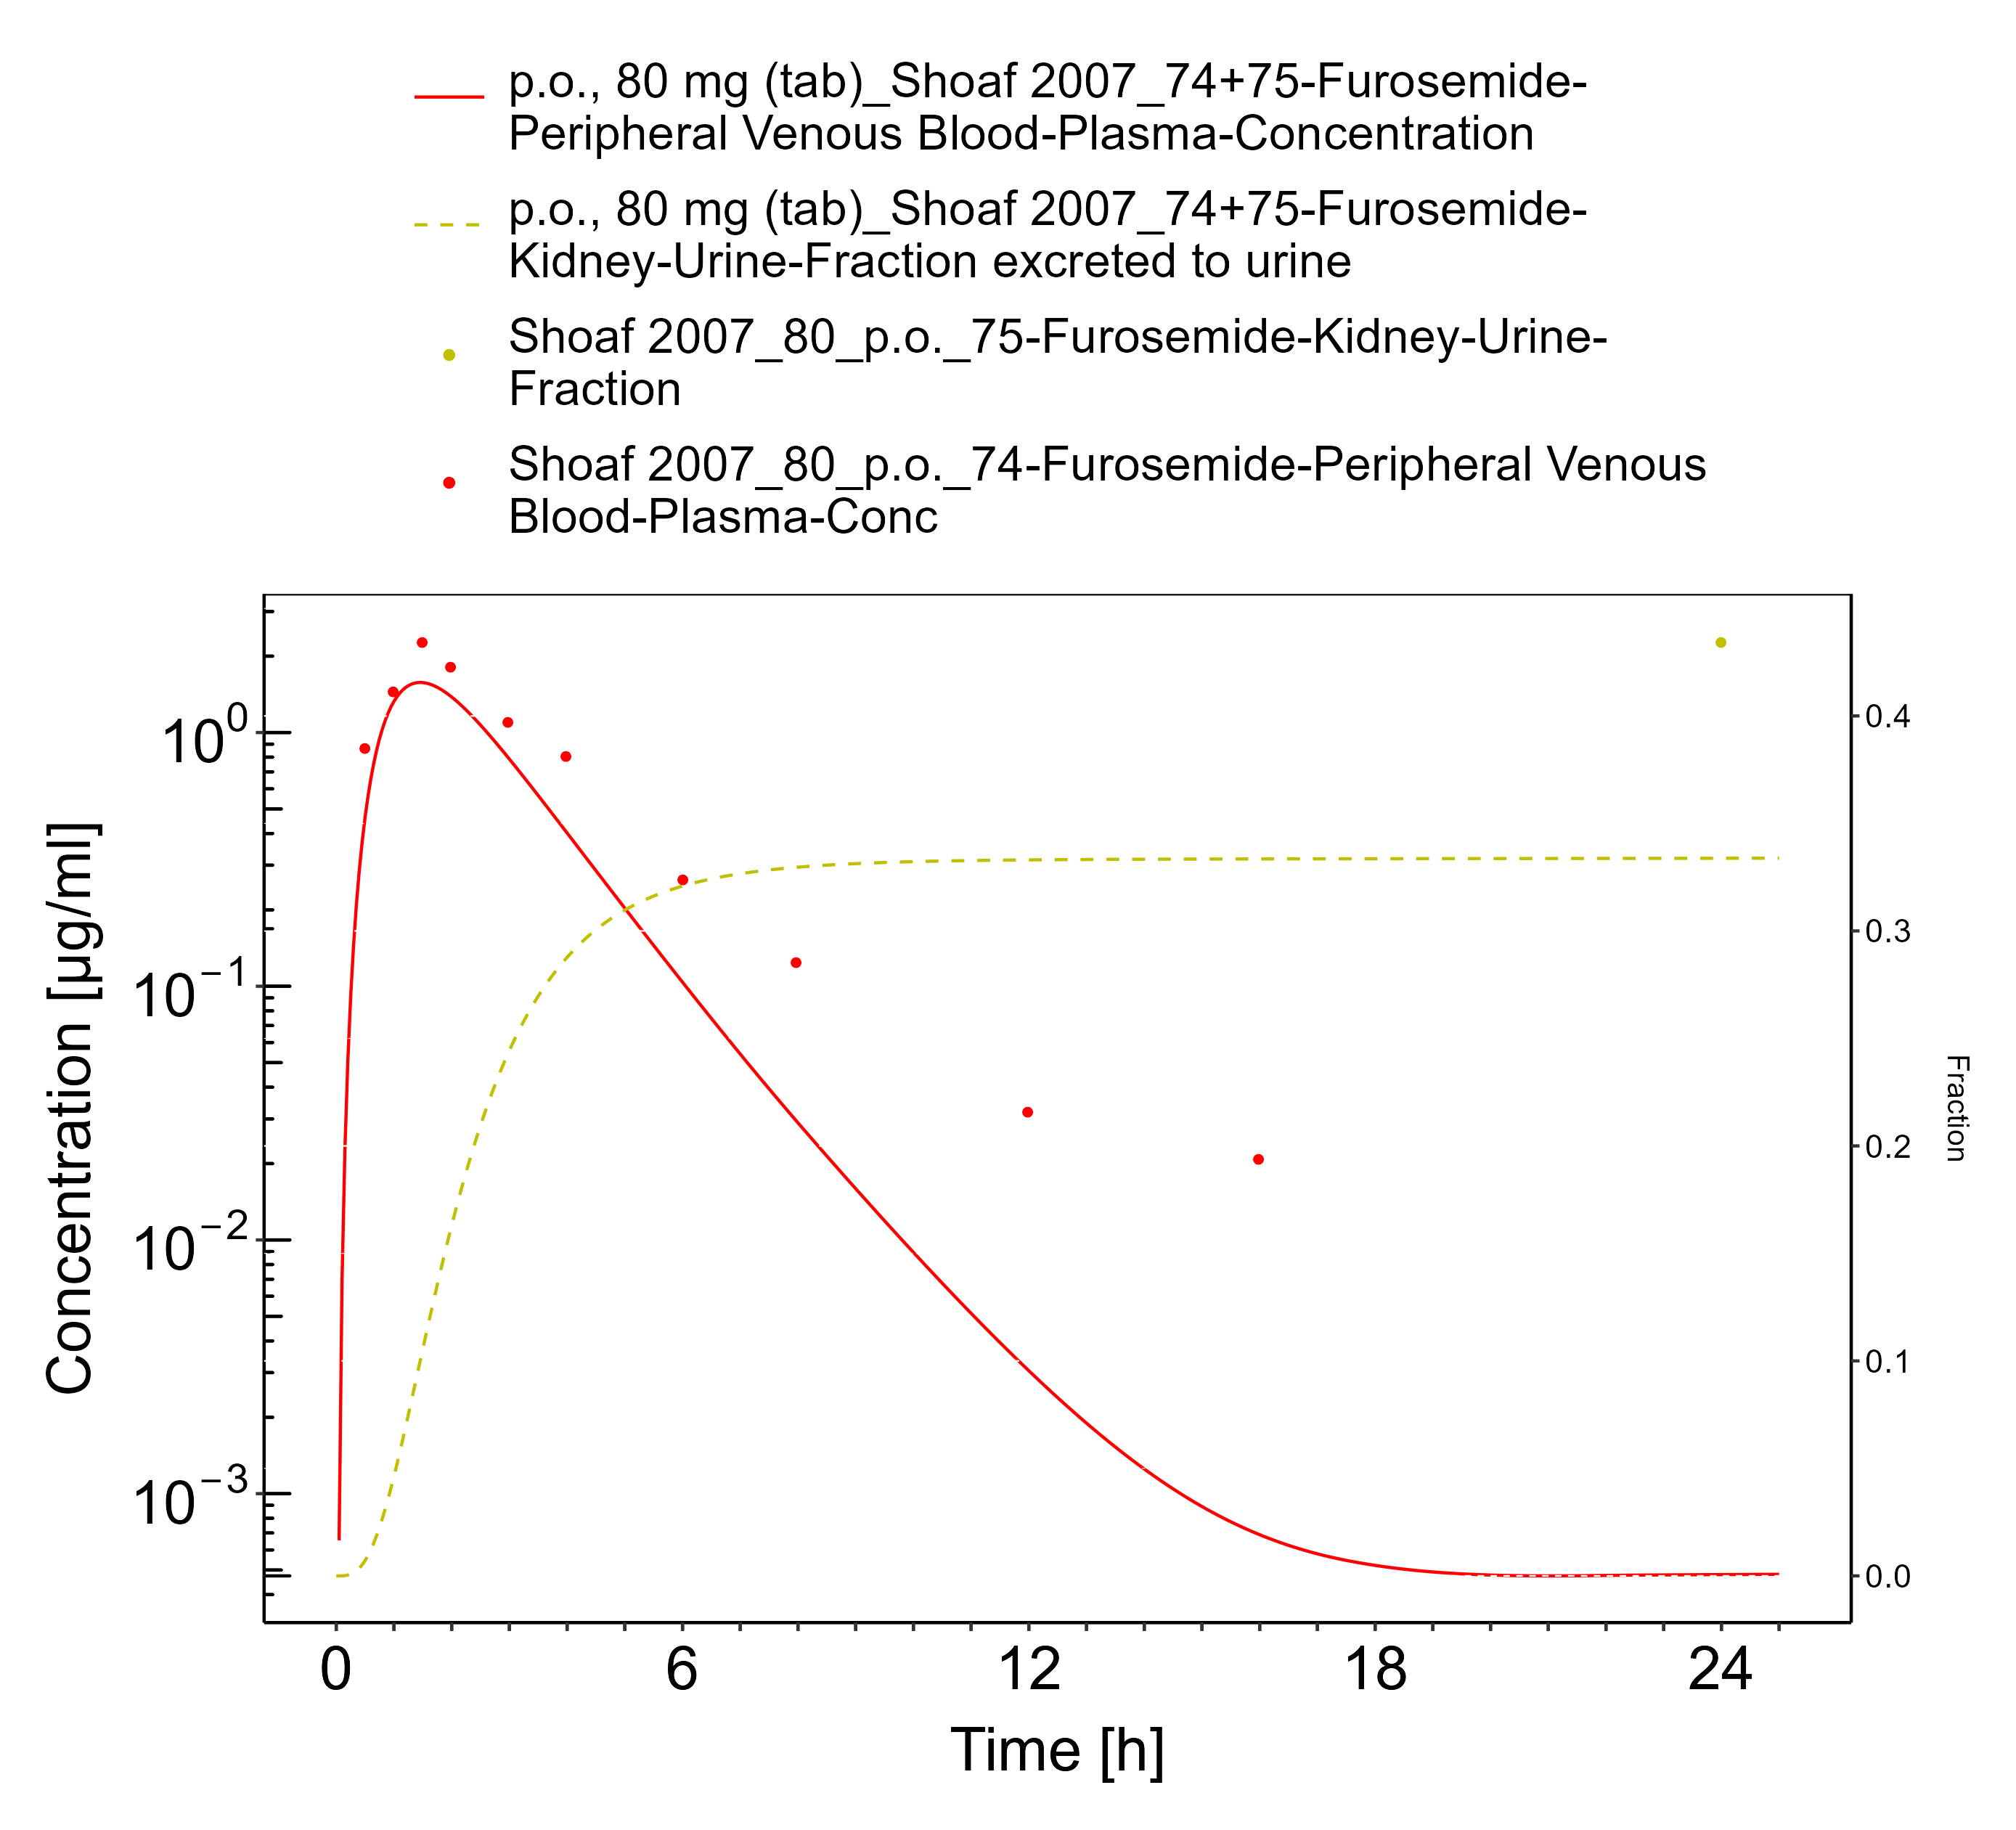 p.o., 80 mg (tab)_Shoaf 2007_74+75-Furosemide-
Peripheral Venous Blood-Plasma-Concentration
p.o., 80 mg (tab)_Shoaf 2007_74+75-Furosemide-
Kidney-Urine-Fraction excreted to urine
Shoaf 2007_80_p.o._75-Furosemide-Kidney-Urine-
Fraction
Shoaf 2007_80_p.o._74-Furosemide-Peripheral Venous
Blood-Plasma-Conc
Concentration [µg/ml]
10⁰
10⁻¹
10⁻²
10⁻³
0.4
0.3
0.2
0.1
0.0
Fraction
0 6 12 18 24
Time [h]